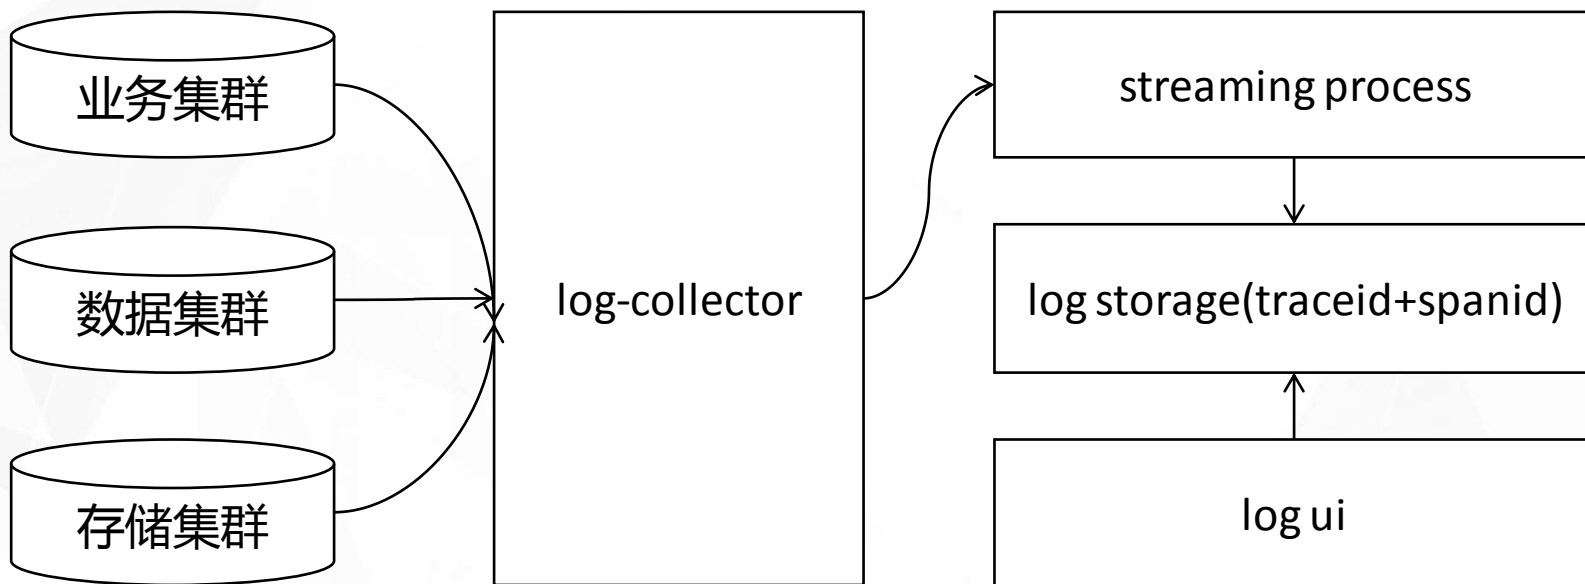 业务集群
数据集群
存储集群
log-collector
streaming process
log storage(traceid+spanid)
log ui